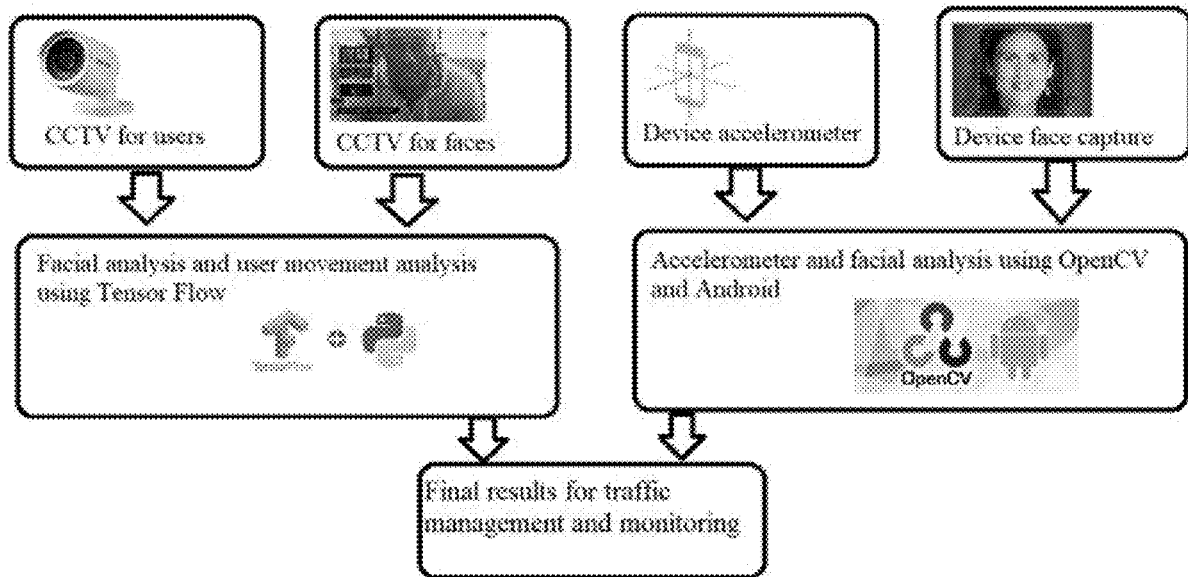 CCTV for users
CCTV for faces
Device accelerometer
Device face capture
Facial analysis and user movement analysis
using Tensor Flow
TensorFlow
Accelerometer and facial analysis using OpenCV
and Android
OpenCV
Final results for traffic
management and monitoring